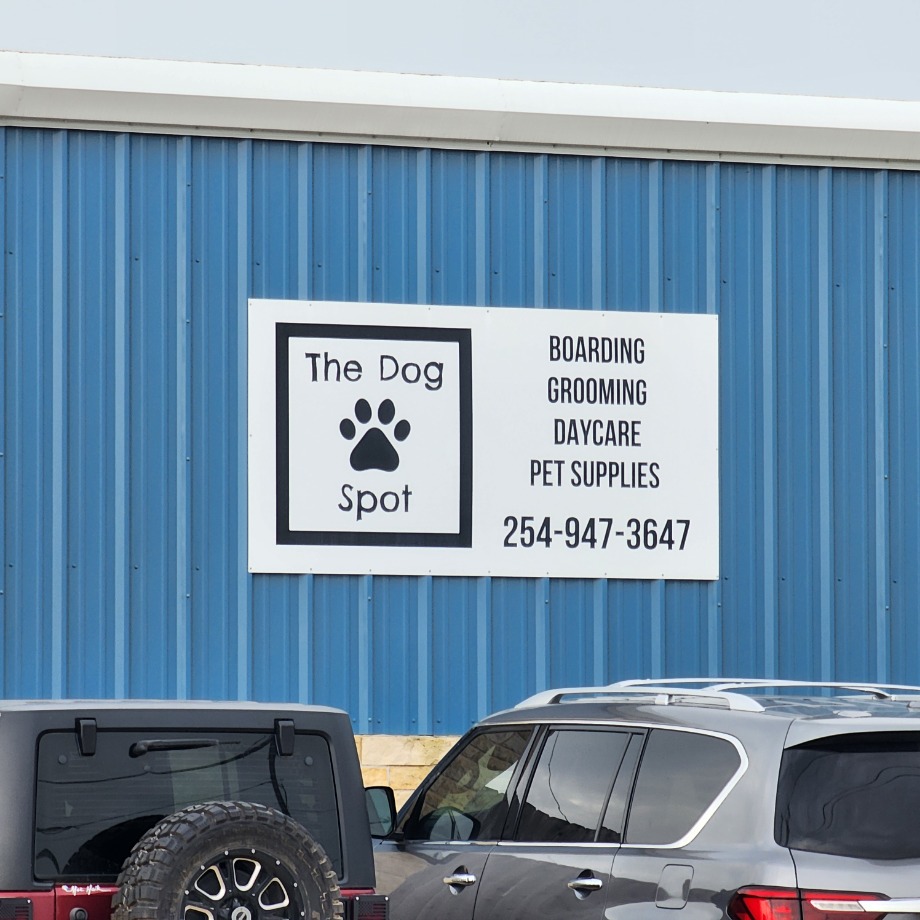 The Dog
Spot
BOARDING
GROOMING
DAYCARE
PET SUPPLIES
254-947-3647